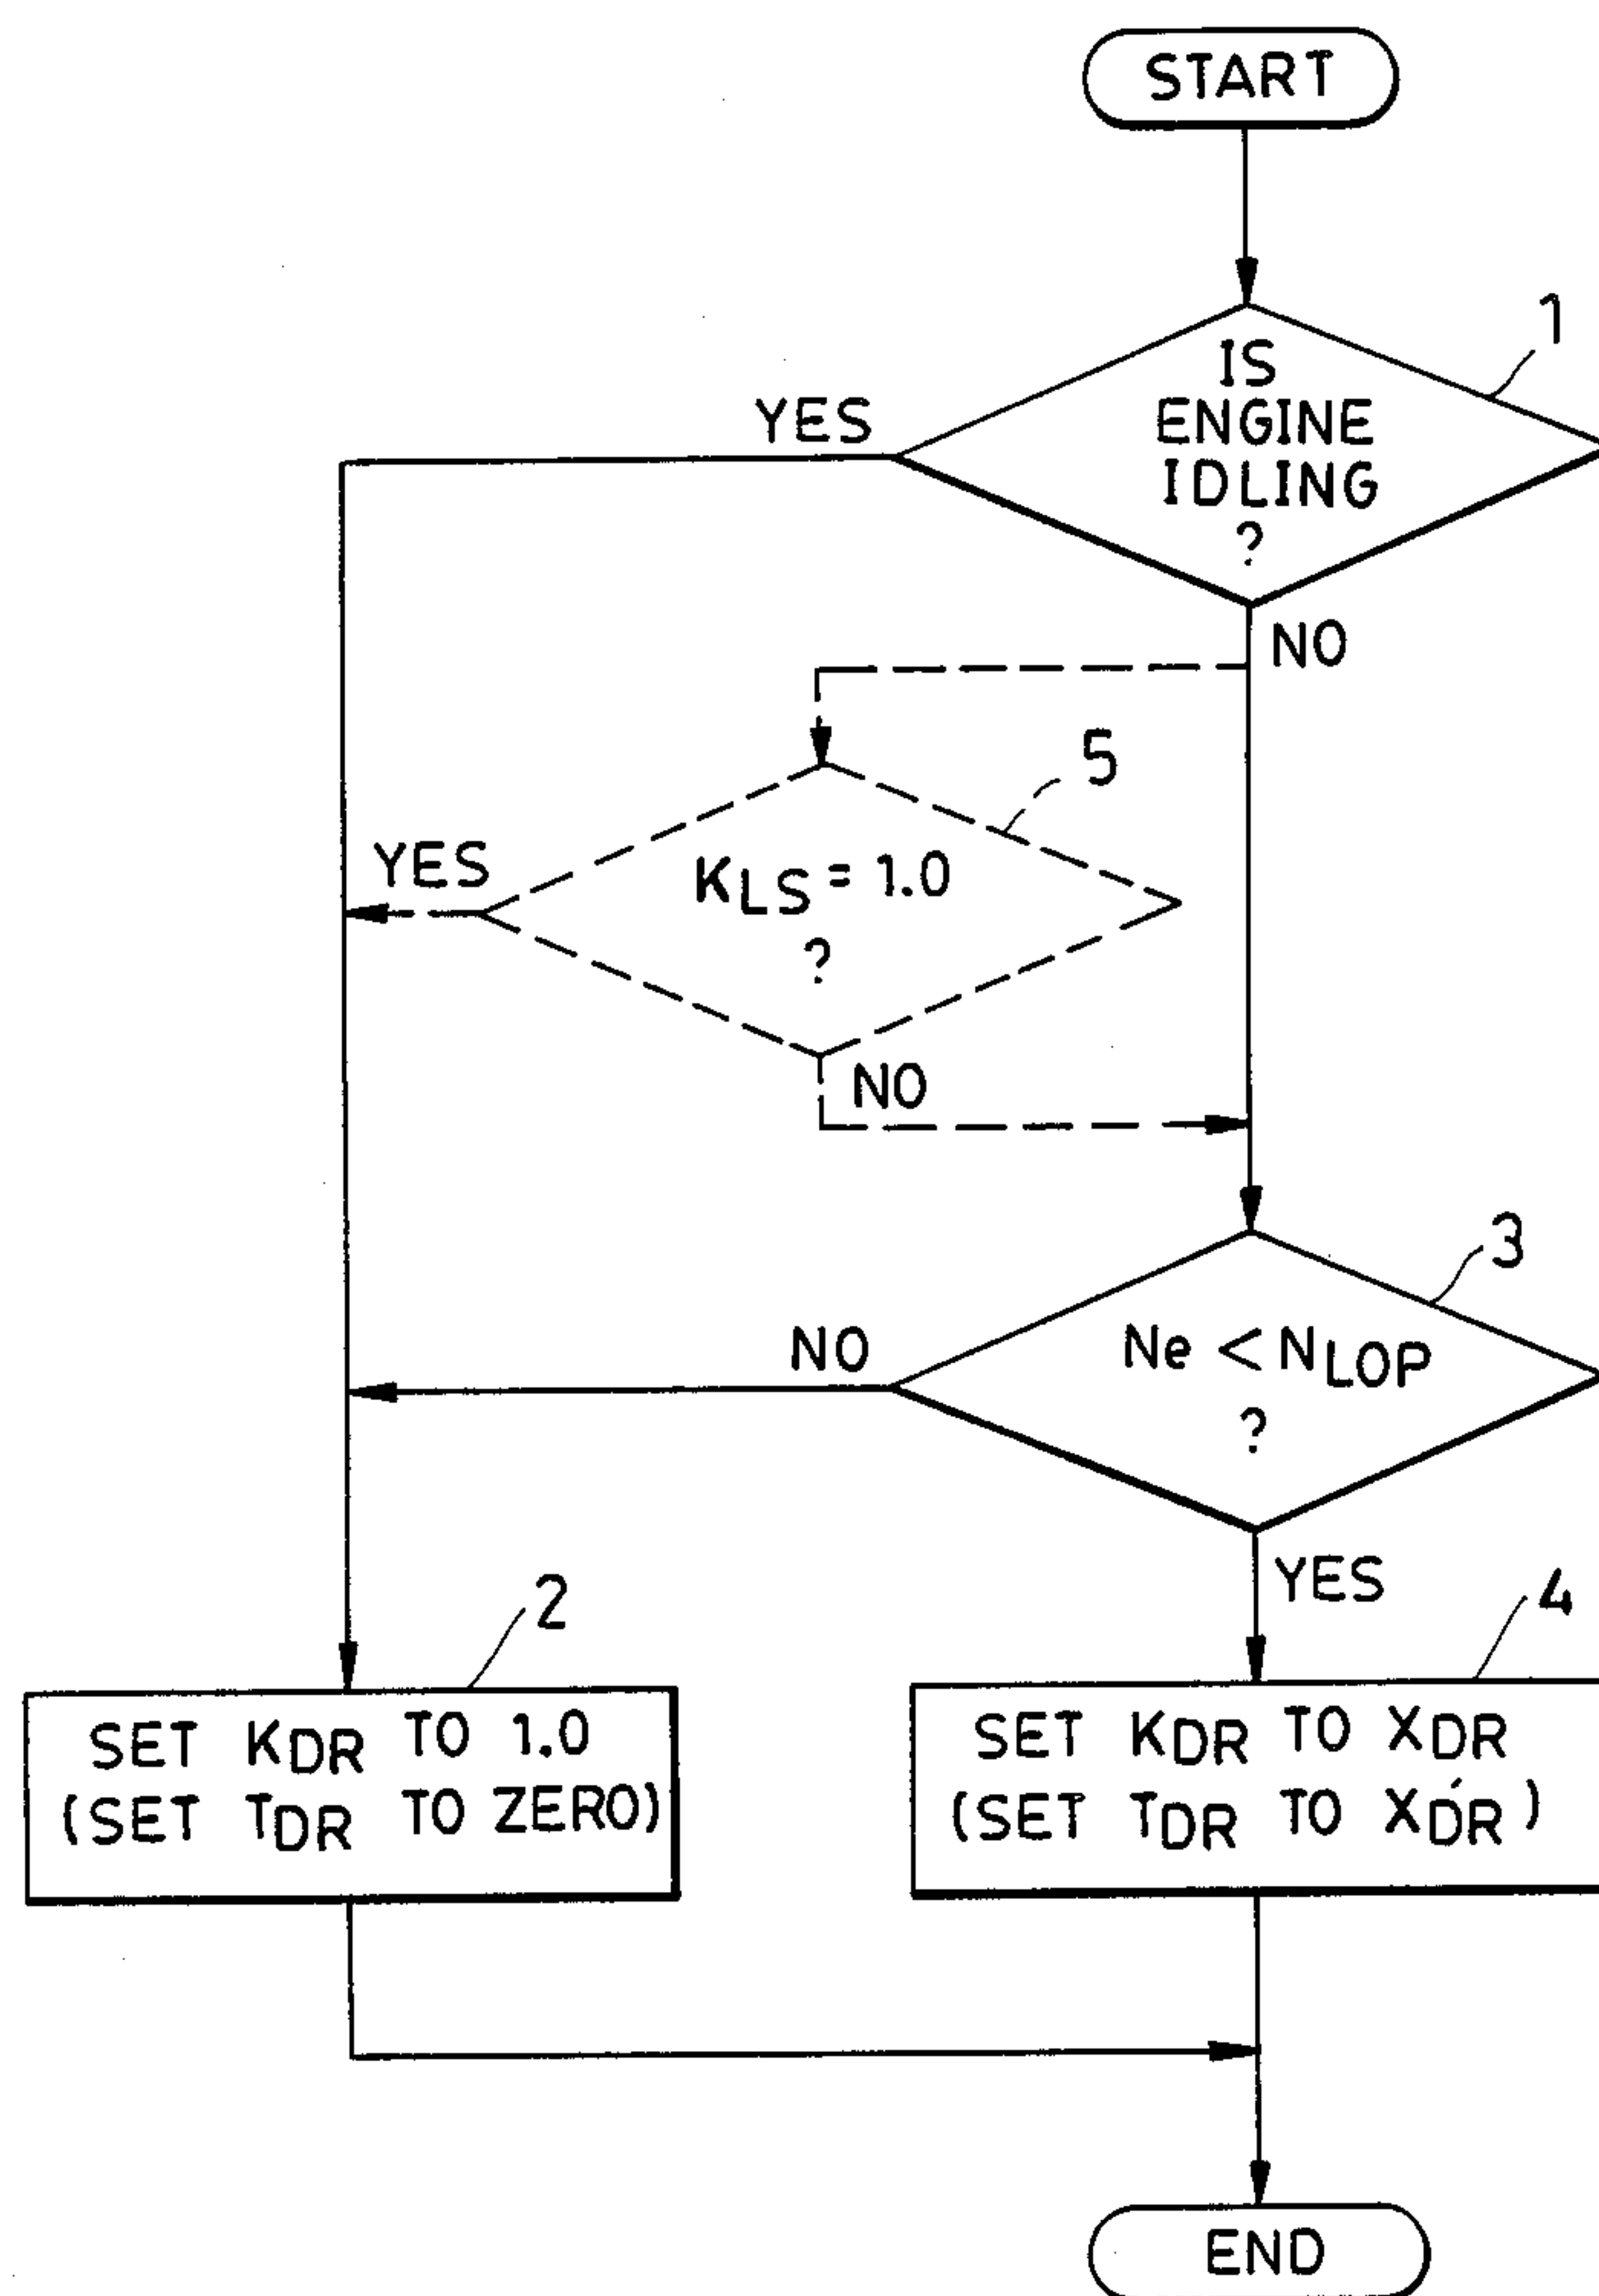 START
1
IS
ENGINE
IDLING
?
YES
NO
5
YES
KLS = 1.0
?
NO
3
NO
Ne < NLOP
?
YES
2
4
SET KDR TO 1.0
(SET TDR TO ZERO)
SET KDR TO XDR
(SET TDR TO X'DR)
END